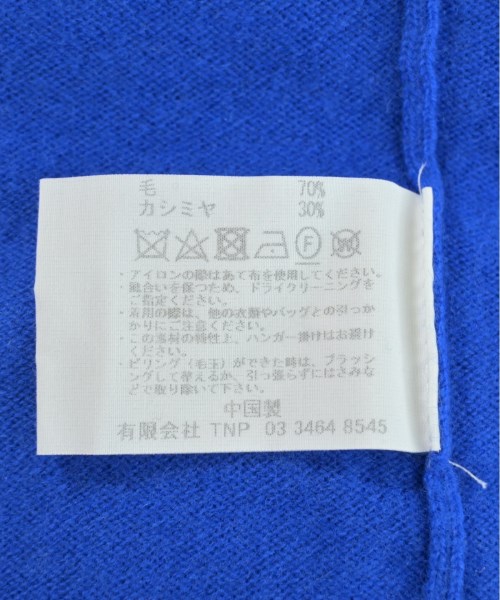 毛 70%
カシミヤ 30%
F
W
・アイロンの際はあて布を使用してください。
・風合いを保つため、ドライクリーニングを
ご指定ください。
・着用の際は、他の衣類やバッグとの引っか
かりにご注意ください。
・この素材の特性上、ハンガー掛けはお避け
ください。
・ピリング(毛玉)ができた時は、ブラッシ
ングして整えるか、引っ張らずにはさみな
どで取り除いて下さい。
中国製
有限会社 TNP 03 3464 8545